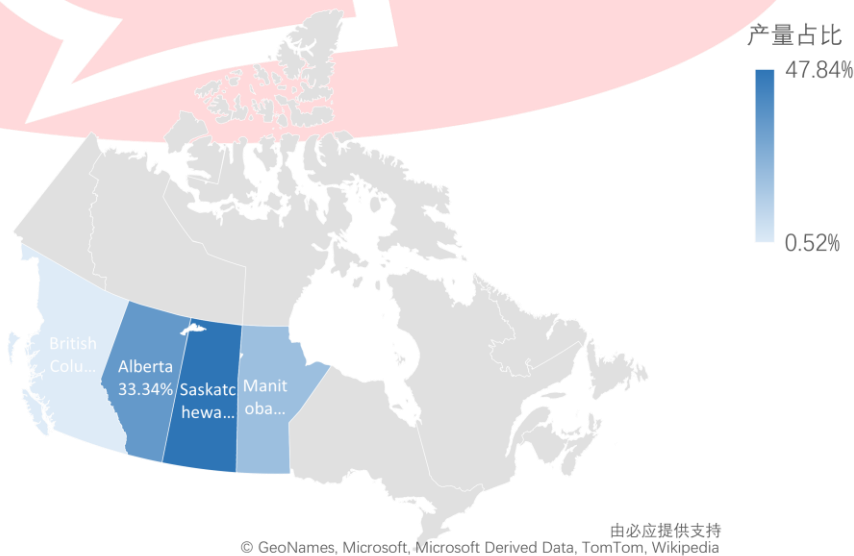 产量占比
47.84%
0.52%
British
Colu...
Alberta
33.34%
Saskatc
hewa...
Manit
oba...
由必应提供支持
© GeoNames, Microsoft, Microsoft Derived Data, TomTom, Wikipedia